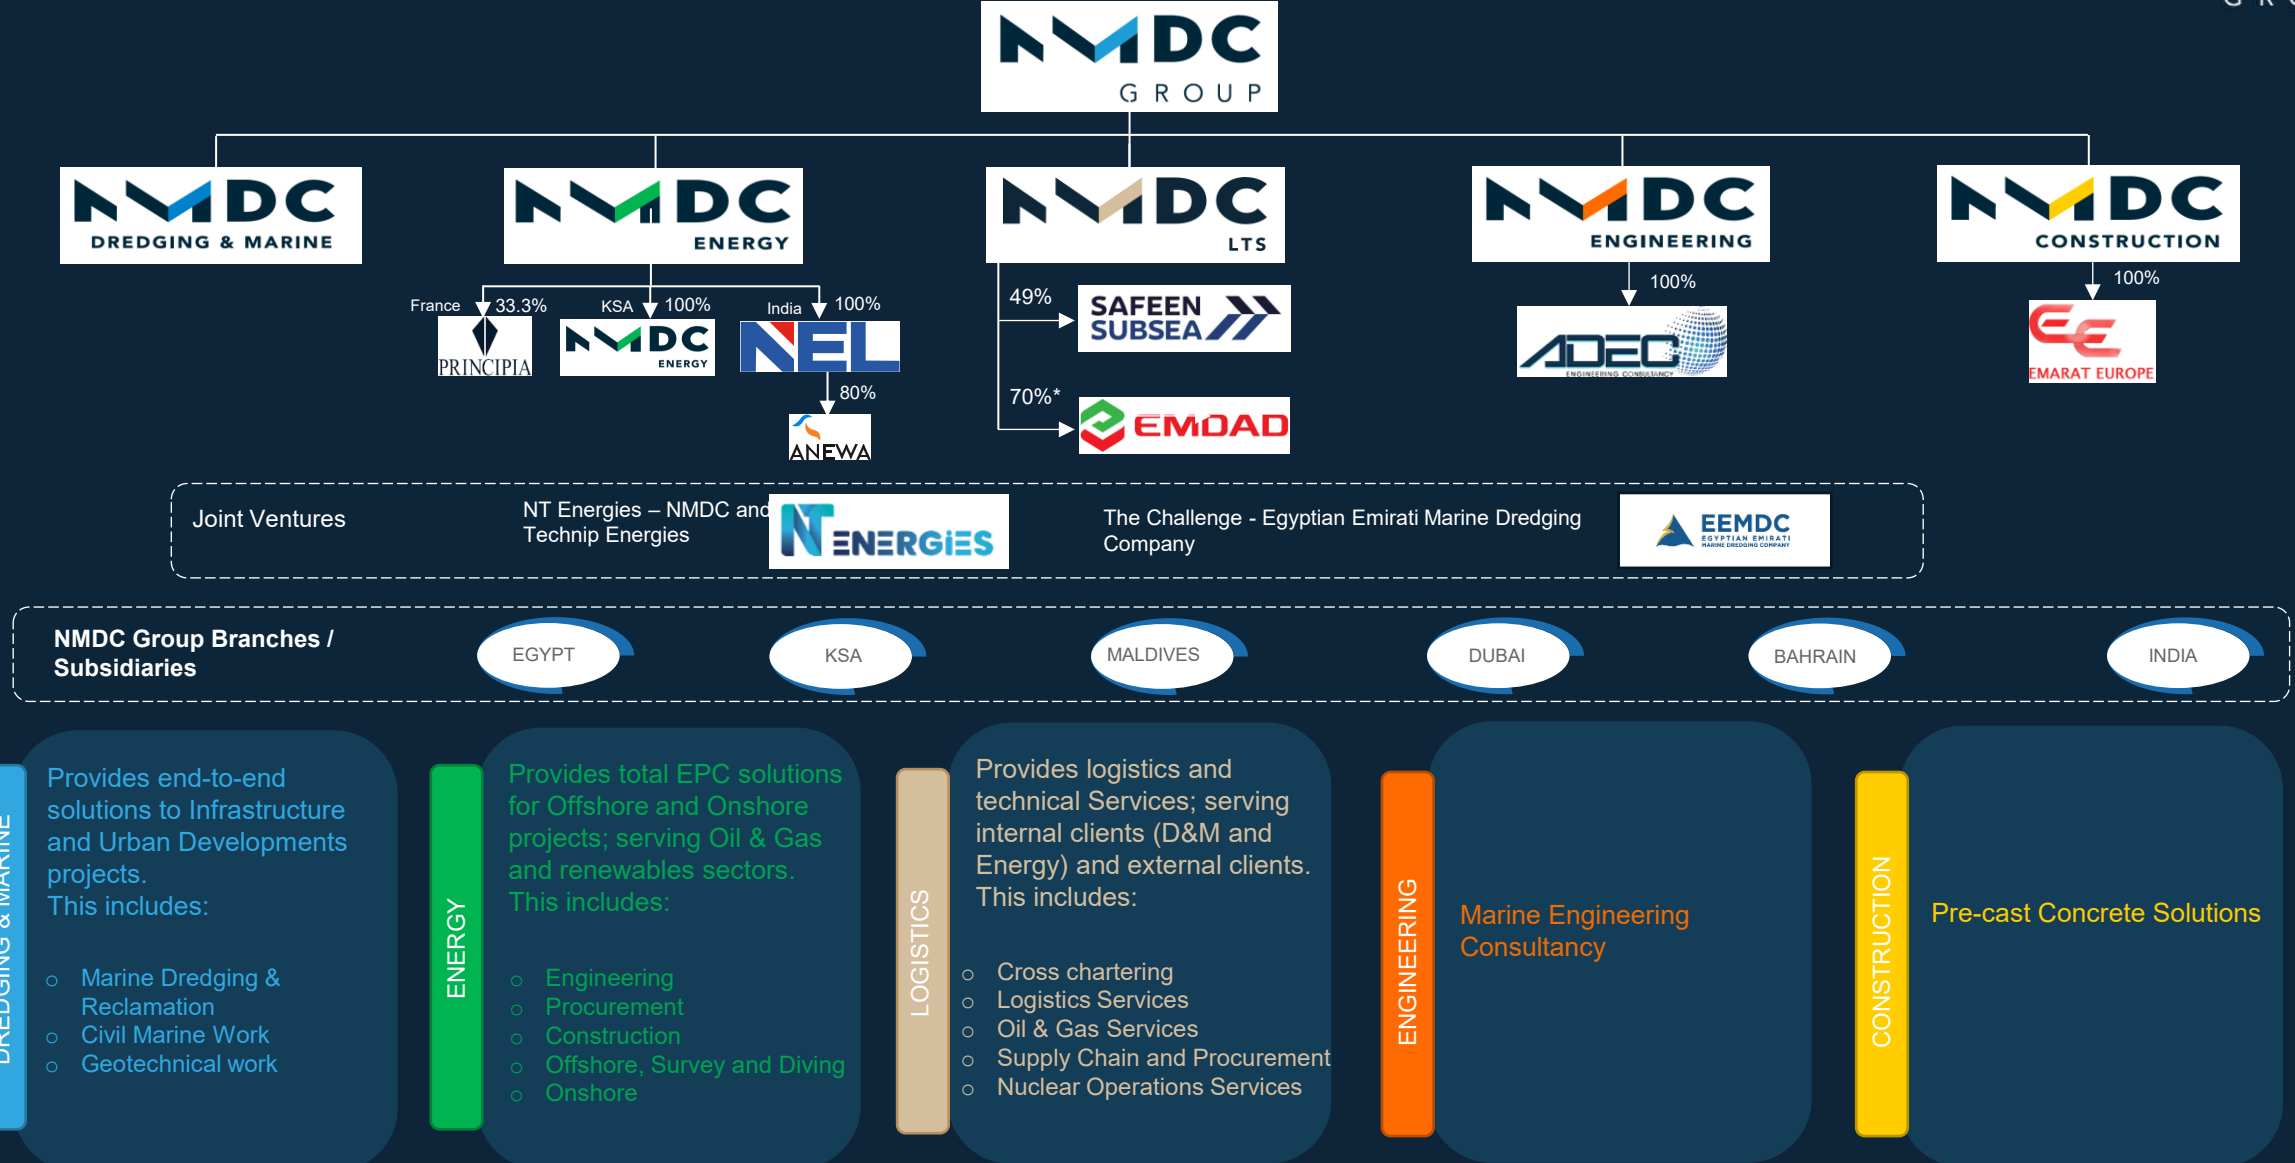 NMDC
GROUP
NMDC
DREDGING & MARINE
NMDC
ENERGY
NMDC
LTS
NMDC
ENGINEERING
NMDC
CONSTRUCTION
France
33.3%
PRINCIPIA
KSA
100%
NMDC
ENERGY
India
100%
NEL
80%
ANEWA
49%
SAFEEN
SUBSEA
70%*
EMDAD
100%
ADEC
ENGINEERING CONSULTANCY
100%
EE
EMARAT EUROPE
Joint Ventures
NT Energies – NMDC and
Technip Energies
NT ENERGIES
The Challenge - Egyptian Emirati Marine Dredging
Company
EEMDC
EGYPTIAN EMIRATI
MARINE DREDGING COMPANY
NMDC Group Branches /
Subsidiaries
EGYPT
KSA
MALDIVES
DUBAI
BAHRAIN
INDIA
DREDGING & MARINE
Provides end-to-end
solutions to Infrastructure
and Urban Developments
projects.
This includes:
o Marine Dredging &
Reclamation
o Civil Marine Work
o Geotechnical work
ENERGY
Provides total EPC solutions
for Offshore and Onshore
projects; serving Oil & Gas
and renewables sectors.
This includes:
o Engineering
o Procurement
o Construction
o Offshore, Survey and Diving
o Onshore
LOGISTICS
Provides logistics and
technical Services; serving
internal clients (D&M and
Energy) and external clients.
This includes:
o Cross chartering
o Logistics Services
o Oil & Gas Services
o Supply Chain and Procurement
o Nuclear Operations Services
ENGINEERING
Marine Engineering
Consultancy
CONSTRUCTION
Pre-cast Concrete Solutions